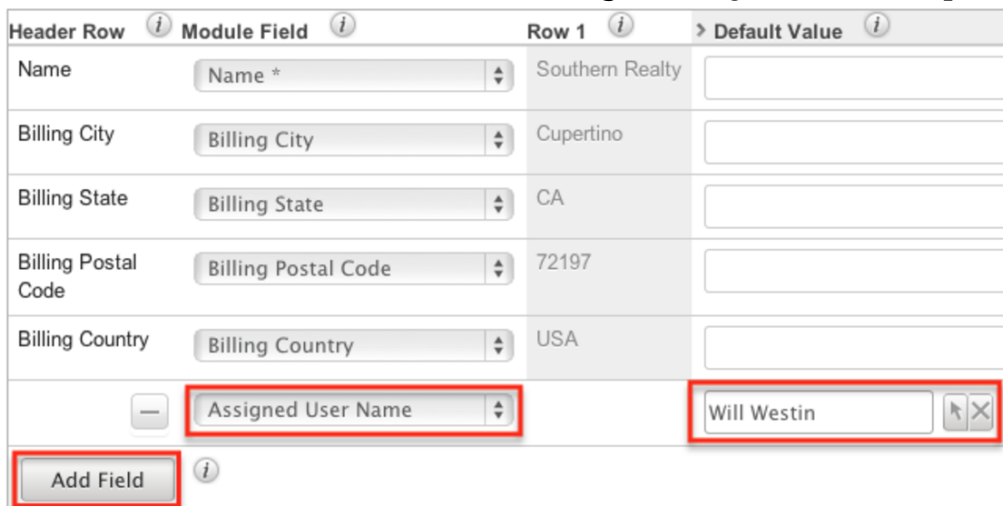 Header Row i Module Field i Row 1 i > Default Value i
Name Name * Southern Realty
Billing City Billing City Cupertino
Billing State Billing State CA
Billing Postal Code Billing Postal Code 72197
Billing Country Billing Country USA
Assigned User Name Will Westin
Add Field i